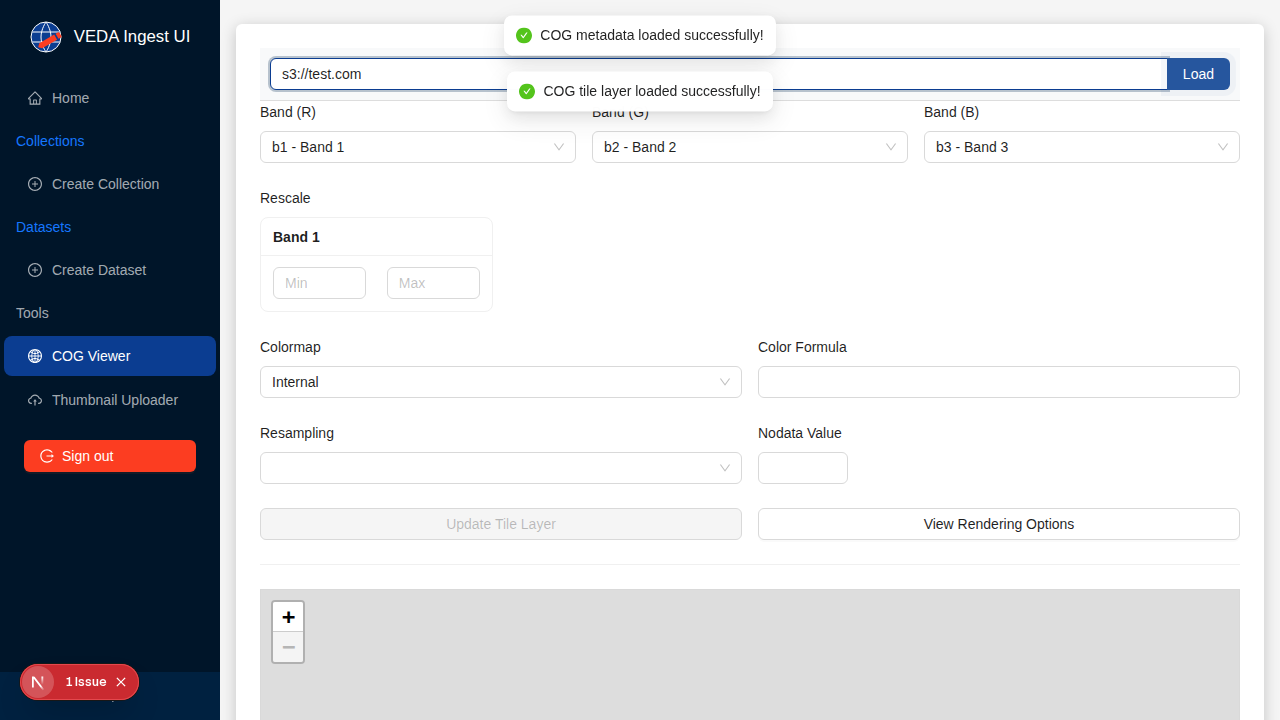 VEDA Ingest UI
Home
Collections
Create Collection
Datasets
Create Dataset
Tools
COG Viewer
Thumbnail Uploader
Sign out
1 Issue
COG metadata loaded successfully!
s3://test.com
Load
COG tile layer loaded successfully!
Band (R)
Band (G)
Band (B)
b1 - Band 1
b2 - Band 2
b3 - Band 3
Rescale
Band 1
Min
Max
Colormap
Color Formula
Internal
Resampling
Nodata Value
Update Tile Layer
View Rendering Options
+
−